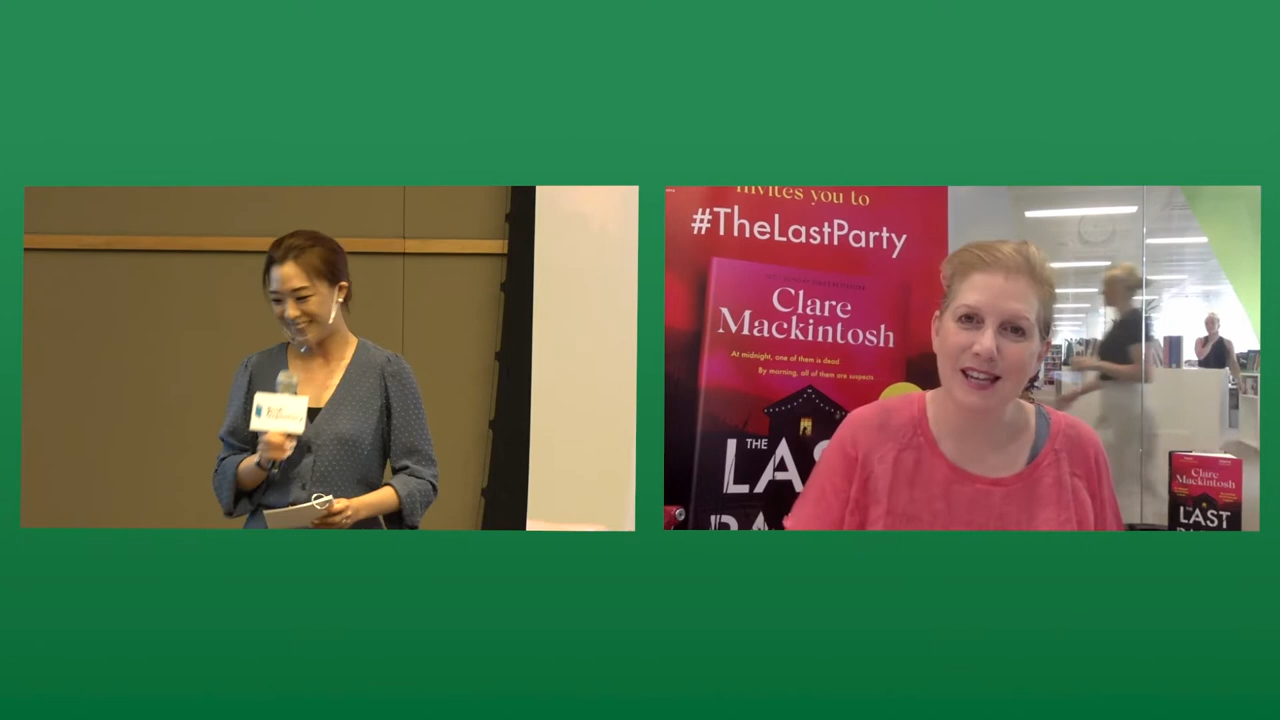 invites you to
#TheLastParty
Clare
Mackintosh
At midnight, one of them is dead
By morning, all of them are suspects
THE
LAS
Clare
Mackintosh
THE
LAST